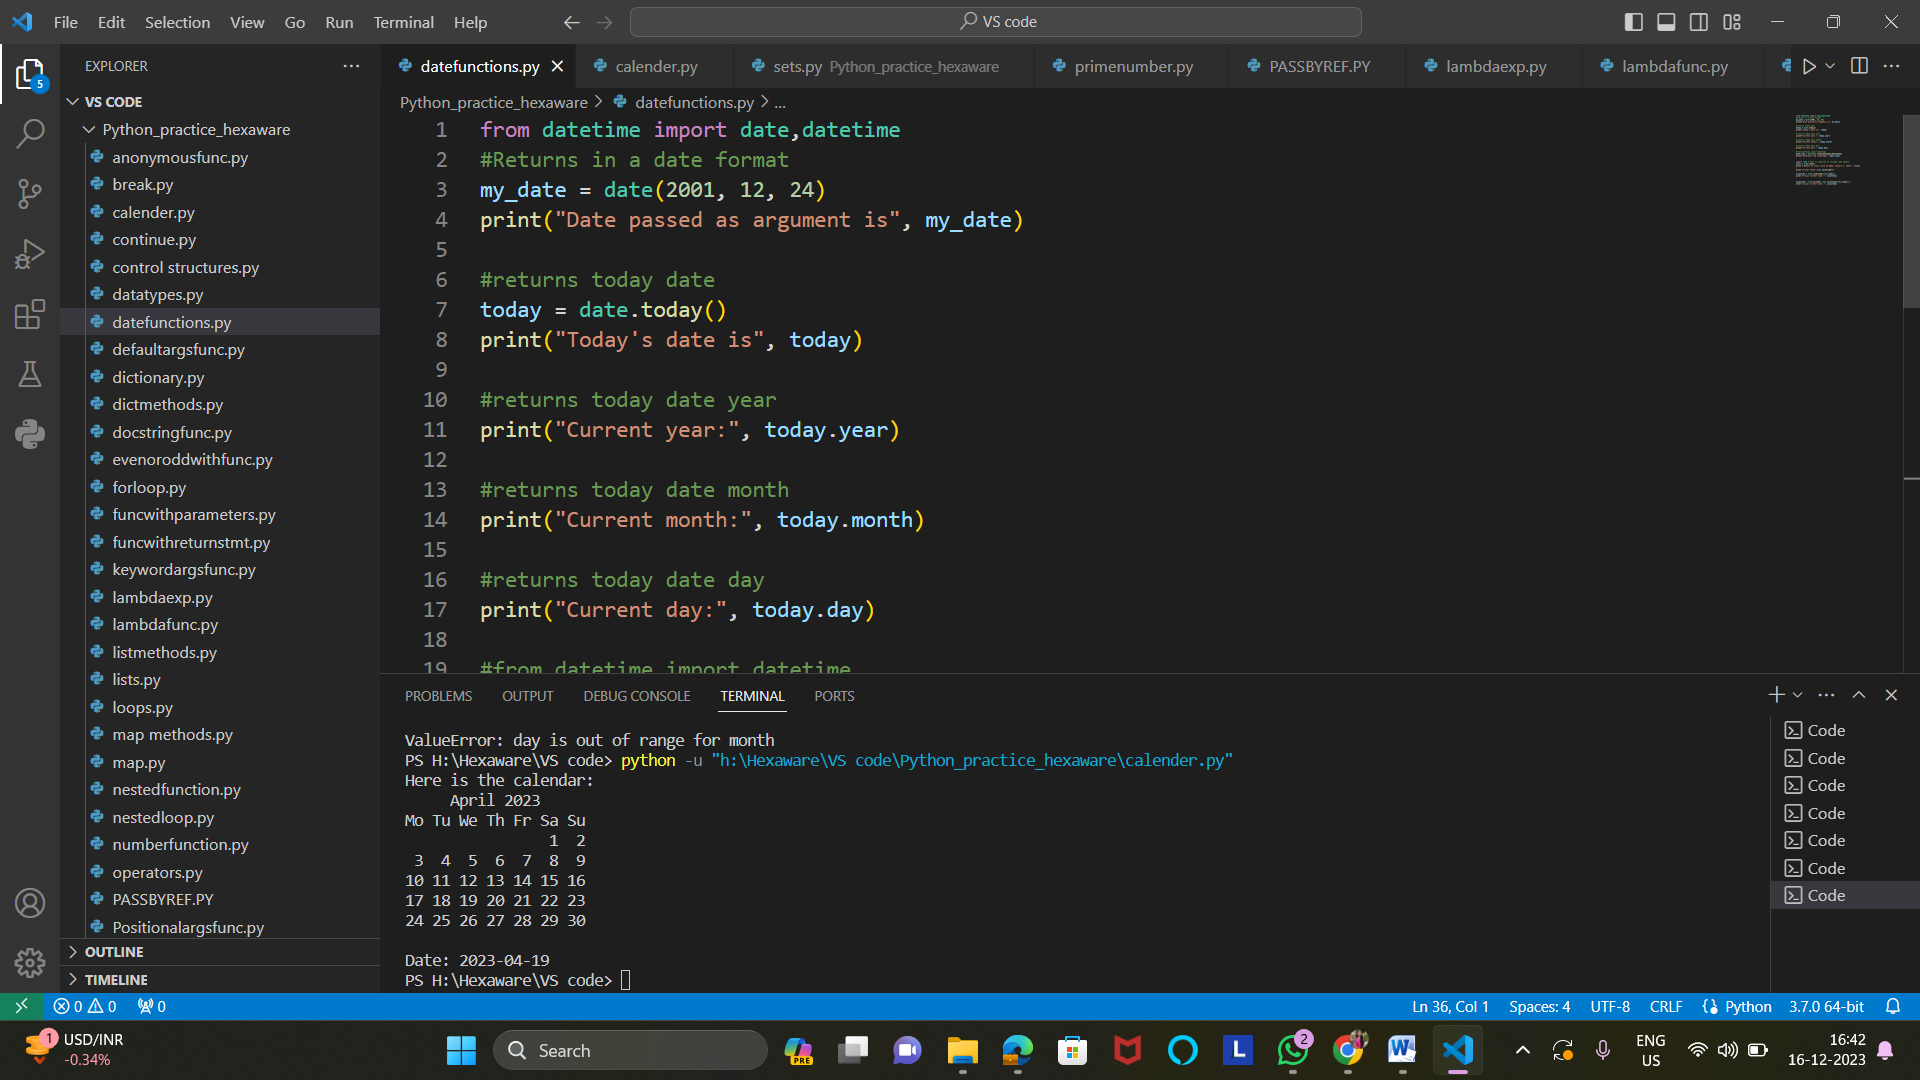 File Edit Selection View Go Run Terminal Help
VS code
EXPLORER
datefunctions.py
calender.py
sets.py Python_practice_hexaware
primenumber.py
PASSBYREF.PY
lambdaexp.py
lambdafunc.py
5
VS CODE
Python_practice_hexaware
anonymousfunc.py
break.py
calender.py
continue.py
control structures.py
datatypes.py
datefunctions.py
defaultargsfunc.py
dictionary.py
dictmethods.py
docstringfunc.py
evenoroddwithfunc.py
forloop.py
funcwithparameters.py
funcwithreturnstmt.py
keywordargsfunc.py
lambdaexp.py
lambdafunc.py
listmethods.py
lists.py
loops.py
map methods.py
map.py
nestedfunction.py
nestedloop.py
numberfunction.py
operators.py
PASSBYREF.PY
Positionalargsfunc.py
OUTLINE
TIMELINE
Python_practice_hexaware > datefunctions.py > ...
1 from datetime import date,datetime
2 #Returns in a date format
3 my_date = date(2001, 12, 24)
4 print("Date passed as argument is", my_date)
5
6 #returns today date
7 today = date.today()
8 print("Today's date is", today)
9
10 #returns today date year
11 print("Current year:", today.year)
12
13 #returns today date month
14 print("Current month:", today.month)
15
16 #returns today date day
17 print("Current day:", today.day)
18
19 #from datetime import datetime
PROBLEMS OUTPUT DEBUG CONSOLE TERMINAL PORTS
ValueError: day is out of range for month
PS H:\Hexaware\VS code> python -u "h:\Hexaware\VS code\Python_practice_hexaware\calender.py"
Here is the calendar:
April 2023
Mo Tu We Th Fr Sa Su
1 2
3 4 5 6 7 8 9
10 11 12 13 14 15 16
17 18 19 20 21 22 23
24 25 26 27 28 29 30
Date: 2023-04-19
PS H:\Hexaware\VS code>
Code
Code
Code
Code
Code
Code
Code
0 0 0
Ln 36, Col 1 Spaces: 4 UTF-8 CRLF Python 3.7.0 64-bit
1 USD/INR
-0.34%
Search
PRE
L
2
W
ENG
US
16:42
16-12-2023